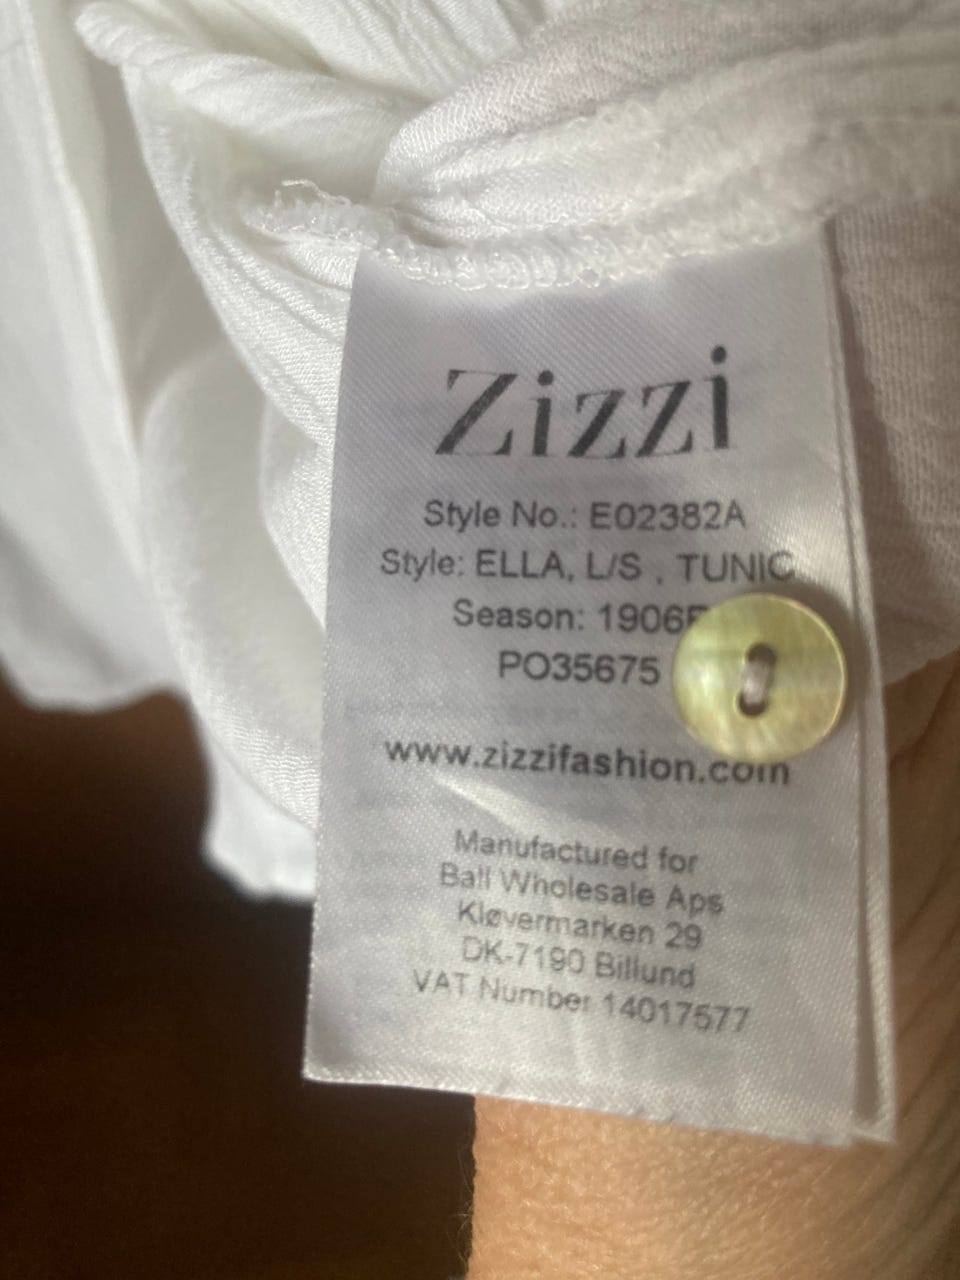 Zizzi
Style No.: E02382A
Style: ELLA, L/S , TUNIC
Season:
PO35675
www.zizzifashion.com
Manufactured for
Ball Wholesale Aps
Kløvermarken 29
DK-7190 Billund
VAT Number 14017577